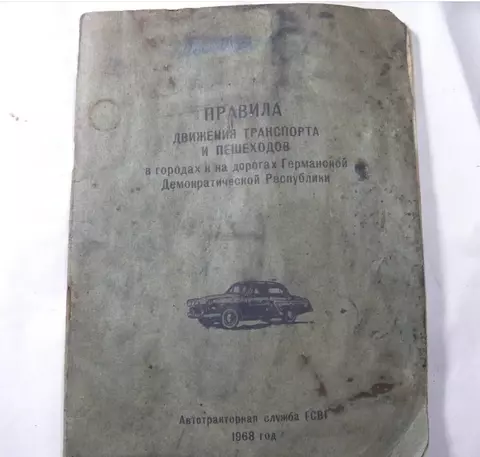 ПРАВИЛА
ДВИЖЕНИЯ ТРАНСПОРТА
И ПЕШЕХОДОВ
в городах и на дорогах Германской
Демократической Республики
Автотракторная служба ГСВГ
1968 год